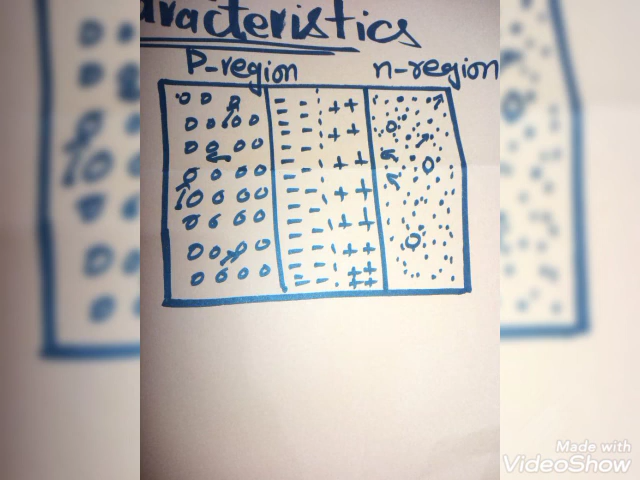 aracteristics
P-region n-region
Made with
VideoShow